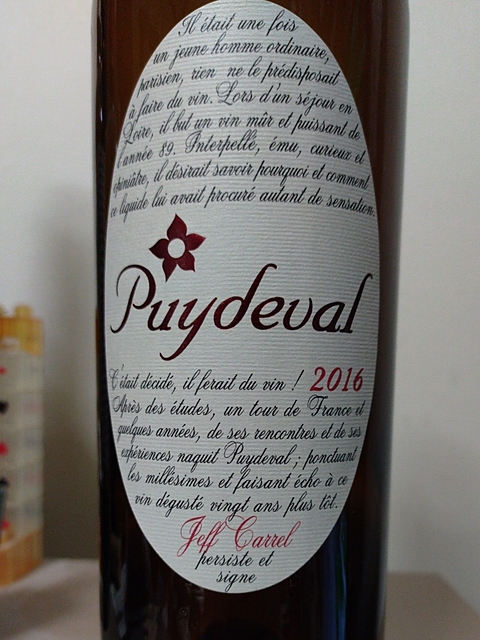 Il était une fois
un jeune homme ordinaire,
parisien, rien ne le prédisposait
à faire du vin. Lors d'un séjour en
Loire, il but un vin mûr et puissant de
l'année 89. Interpellé, ému, curieux et
opiniâtre, il désirait savoir pourquoi et comment
ce liquide lui avait procuré autant de sensation.
Puydeval
C'était décidé, il ferait du vin ! 2016
Après des études, un tour de France et
quelques années, de ses rencontres et de ses
expériences naquit Puydeval ; ponctuant
les millésimes et faisant écho à ce
vin dégusté vingt ans plus tôt.
Jeff Carrel
persiste et
signe